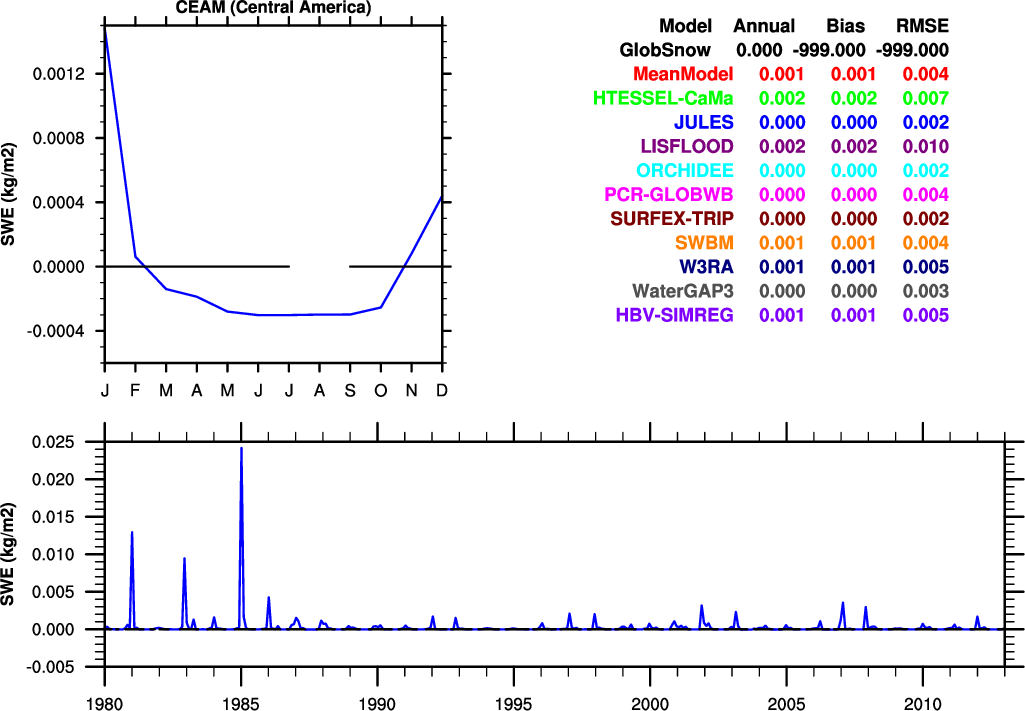 CEAM (Central America)
SWE (kg/m2)
0.0012
0.0008
0.0004
0.0000
-0.0004
J F M A M J J A S O N D
Model Annual Bias RMSE
GlobSnow 0.000 -999.000 -999.000
MeanModel 0.001 0.001 0.004
HTESSEL-CaMa 0.002 0.002 0.007
JULES 0.000 0.000 0.002
LISFLOOD 0.002 0.002 0.010
ORCHIDEE 0.000 0.000 0.002
PCR-GLOBWB 0.000 0.000 0.004
SURFEX-TRIP 0.000 0.000 0.002
SWBM 0.001 0.001 0.004
W3RA 0.001 0.001 0.005
WaterGAP3 0.000 0.000 0.003
HBV-SIMREG 0.001 0.001 0.005
SWE (kg/m2)
0.025
0.020
0.015
0.010
0.005
0.000
-0.005
1980 1985 1990 1995 2000 2005 2010